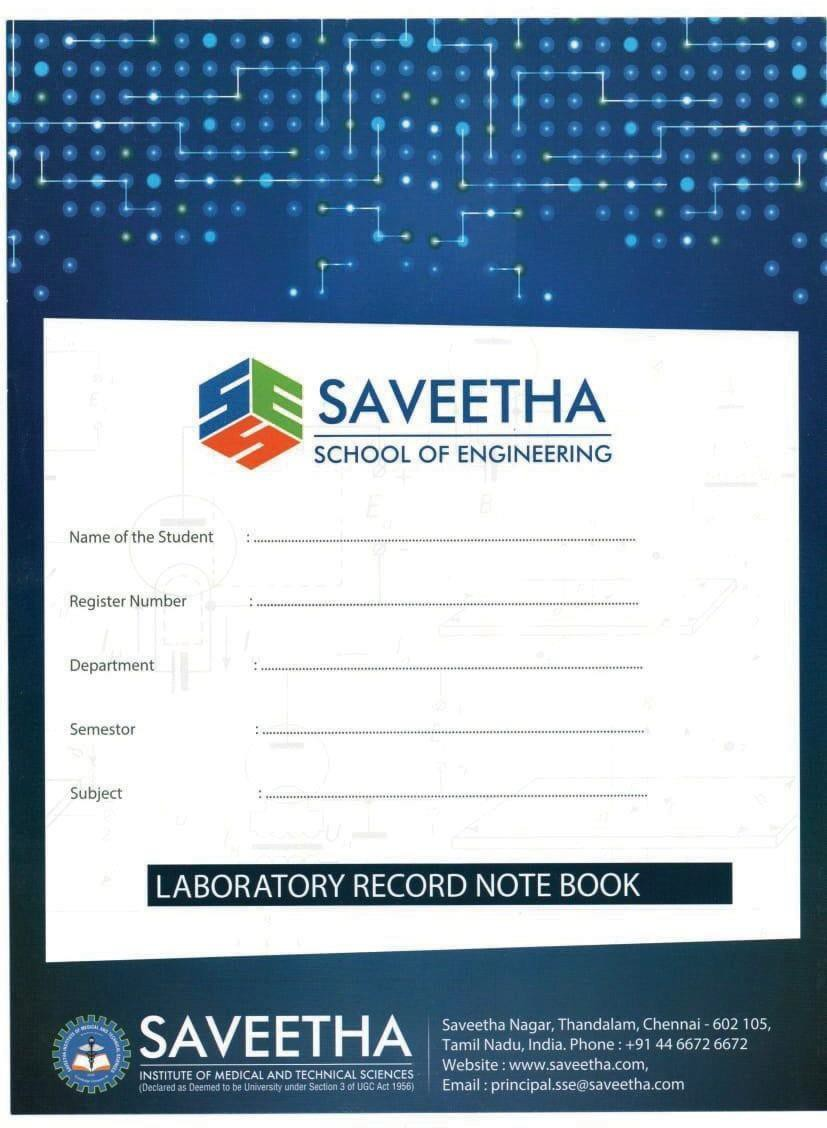 SAVEETHA
SCHOOL OF ENGINEERING
Name of the Student : ..........................................................................................
Register Number : ..........................................................................................
Department : ..........................................................................................
Semestor : ..........................................................................................
Subject : ..........................................................................................
LABORATORY RECORD NOTE BOOK
SAVEETHA
INSTITUTE OF MEDICAL AND TECHNICAL SCIENCES
(Declared as Deemed to be University under Section 3 of UGC Act 1956)
Saveetha Nagar, Thandalam, Chennai - 602 105,
Tamil Nadu, India. Phone : +91 44 6672 6672
Website : www.saveetha.com,
Email : principal.sse@saveetha.com